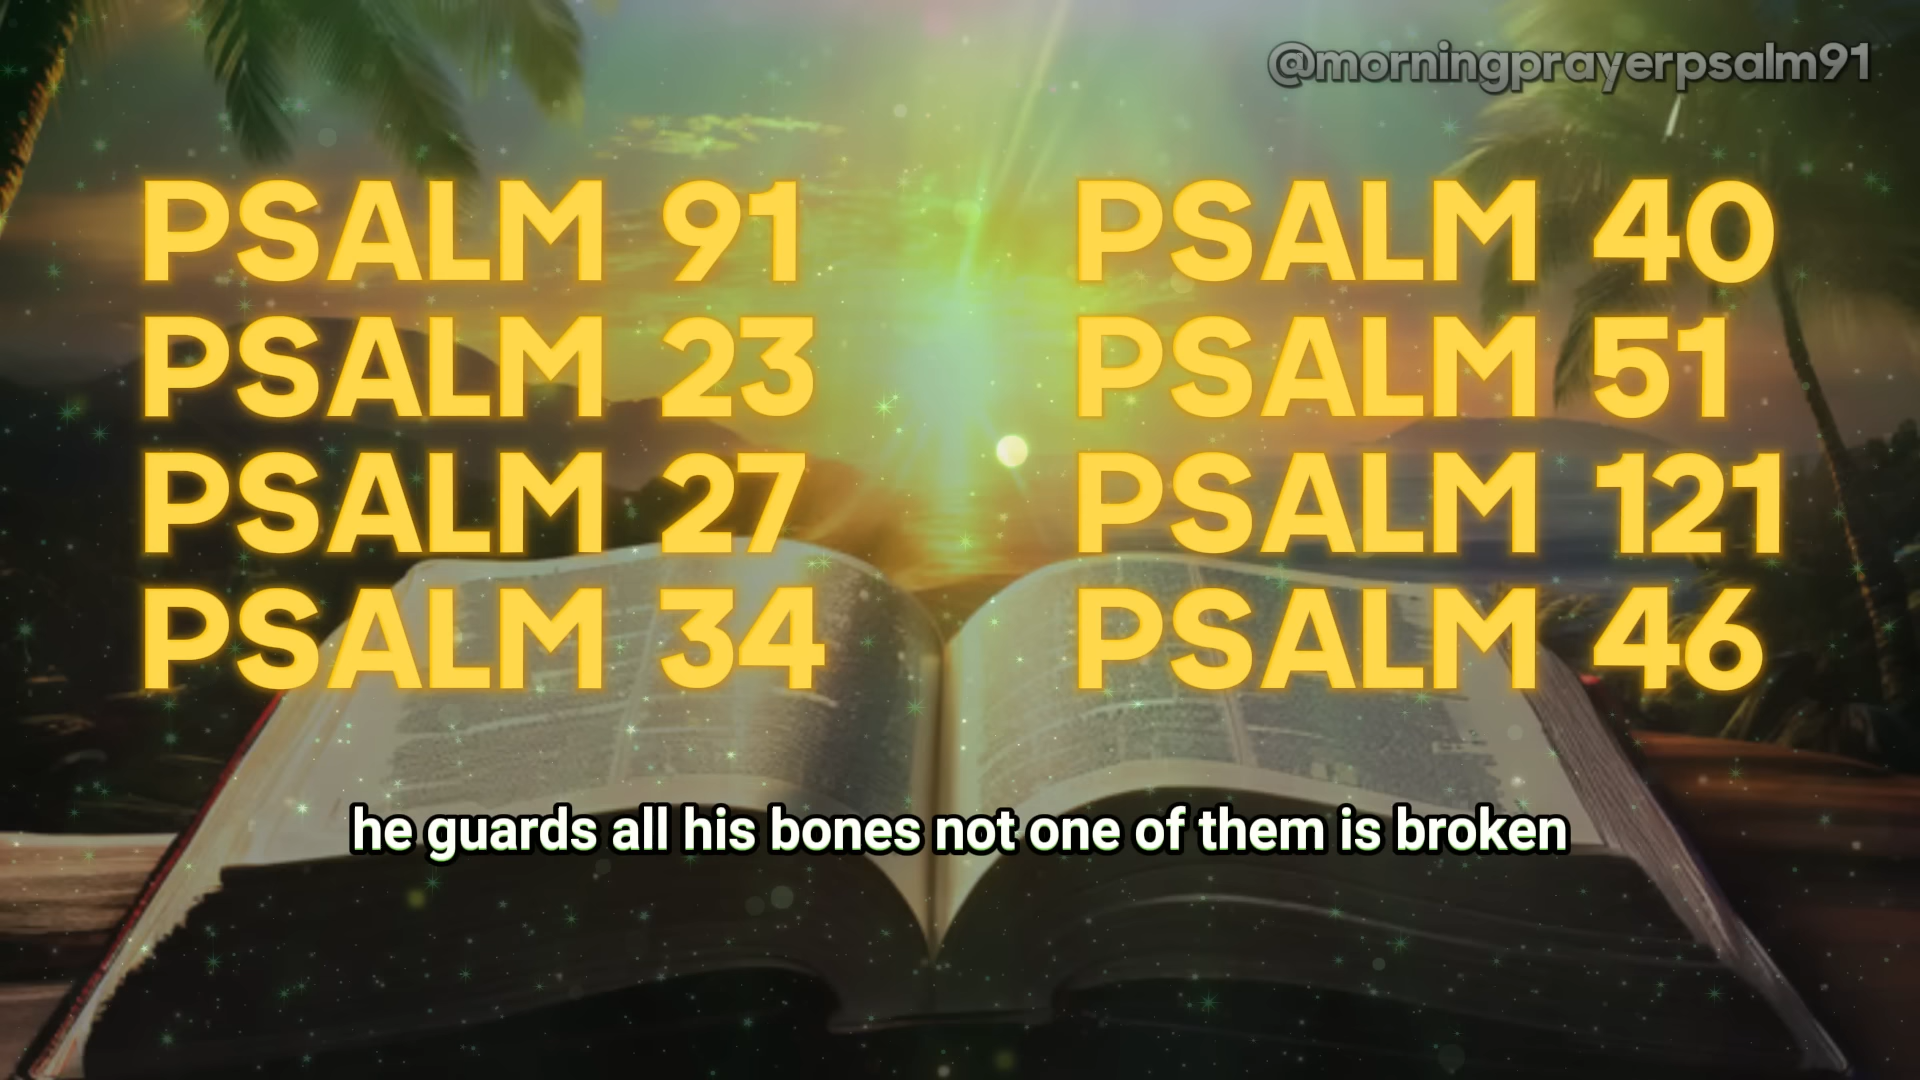 @morningprayerpsalm91
PSALM 91
PSALM 23
PSALM 27
PSALM 34
PSALM 40
PSALM 51
PSALM 121
PSALM 46
he guards all his bones not one of them is broken